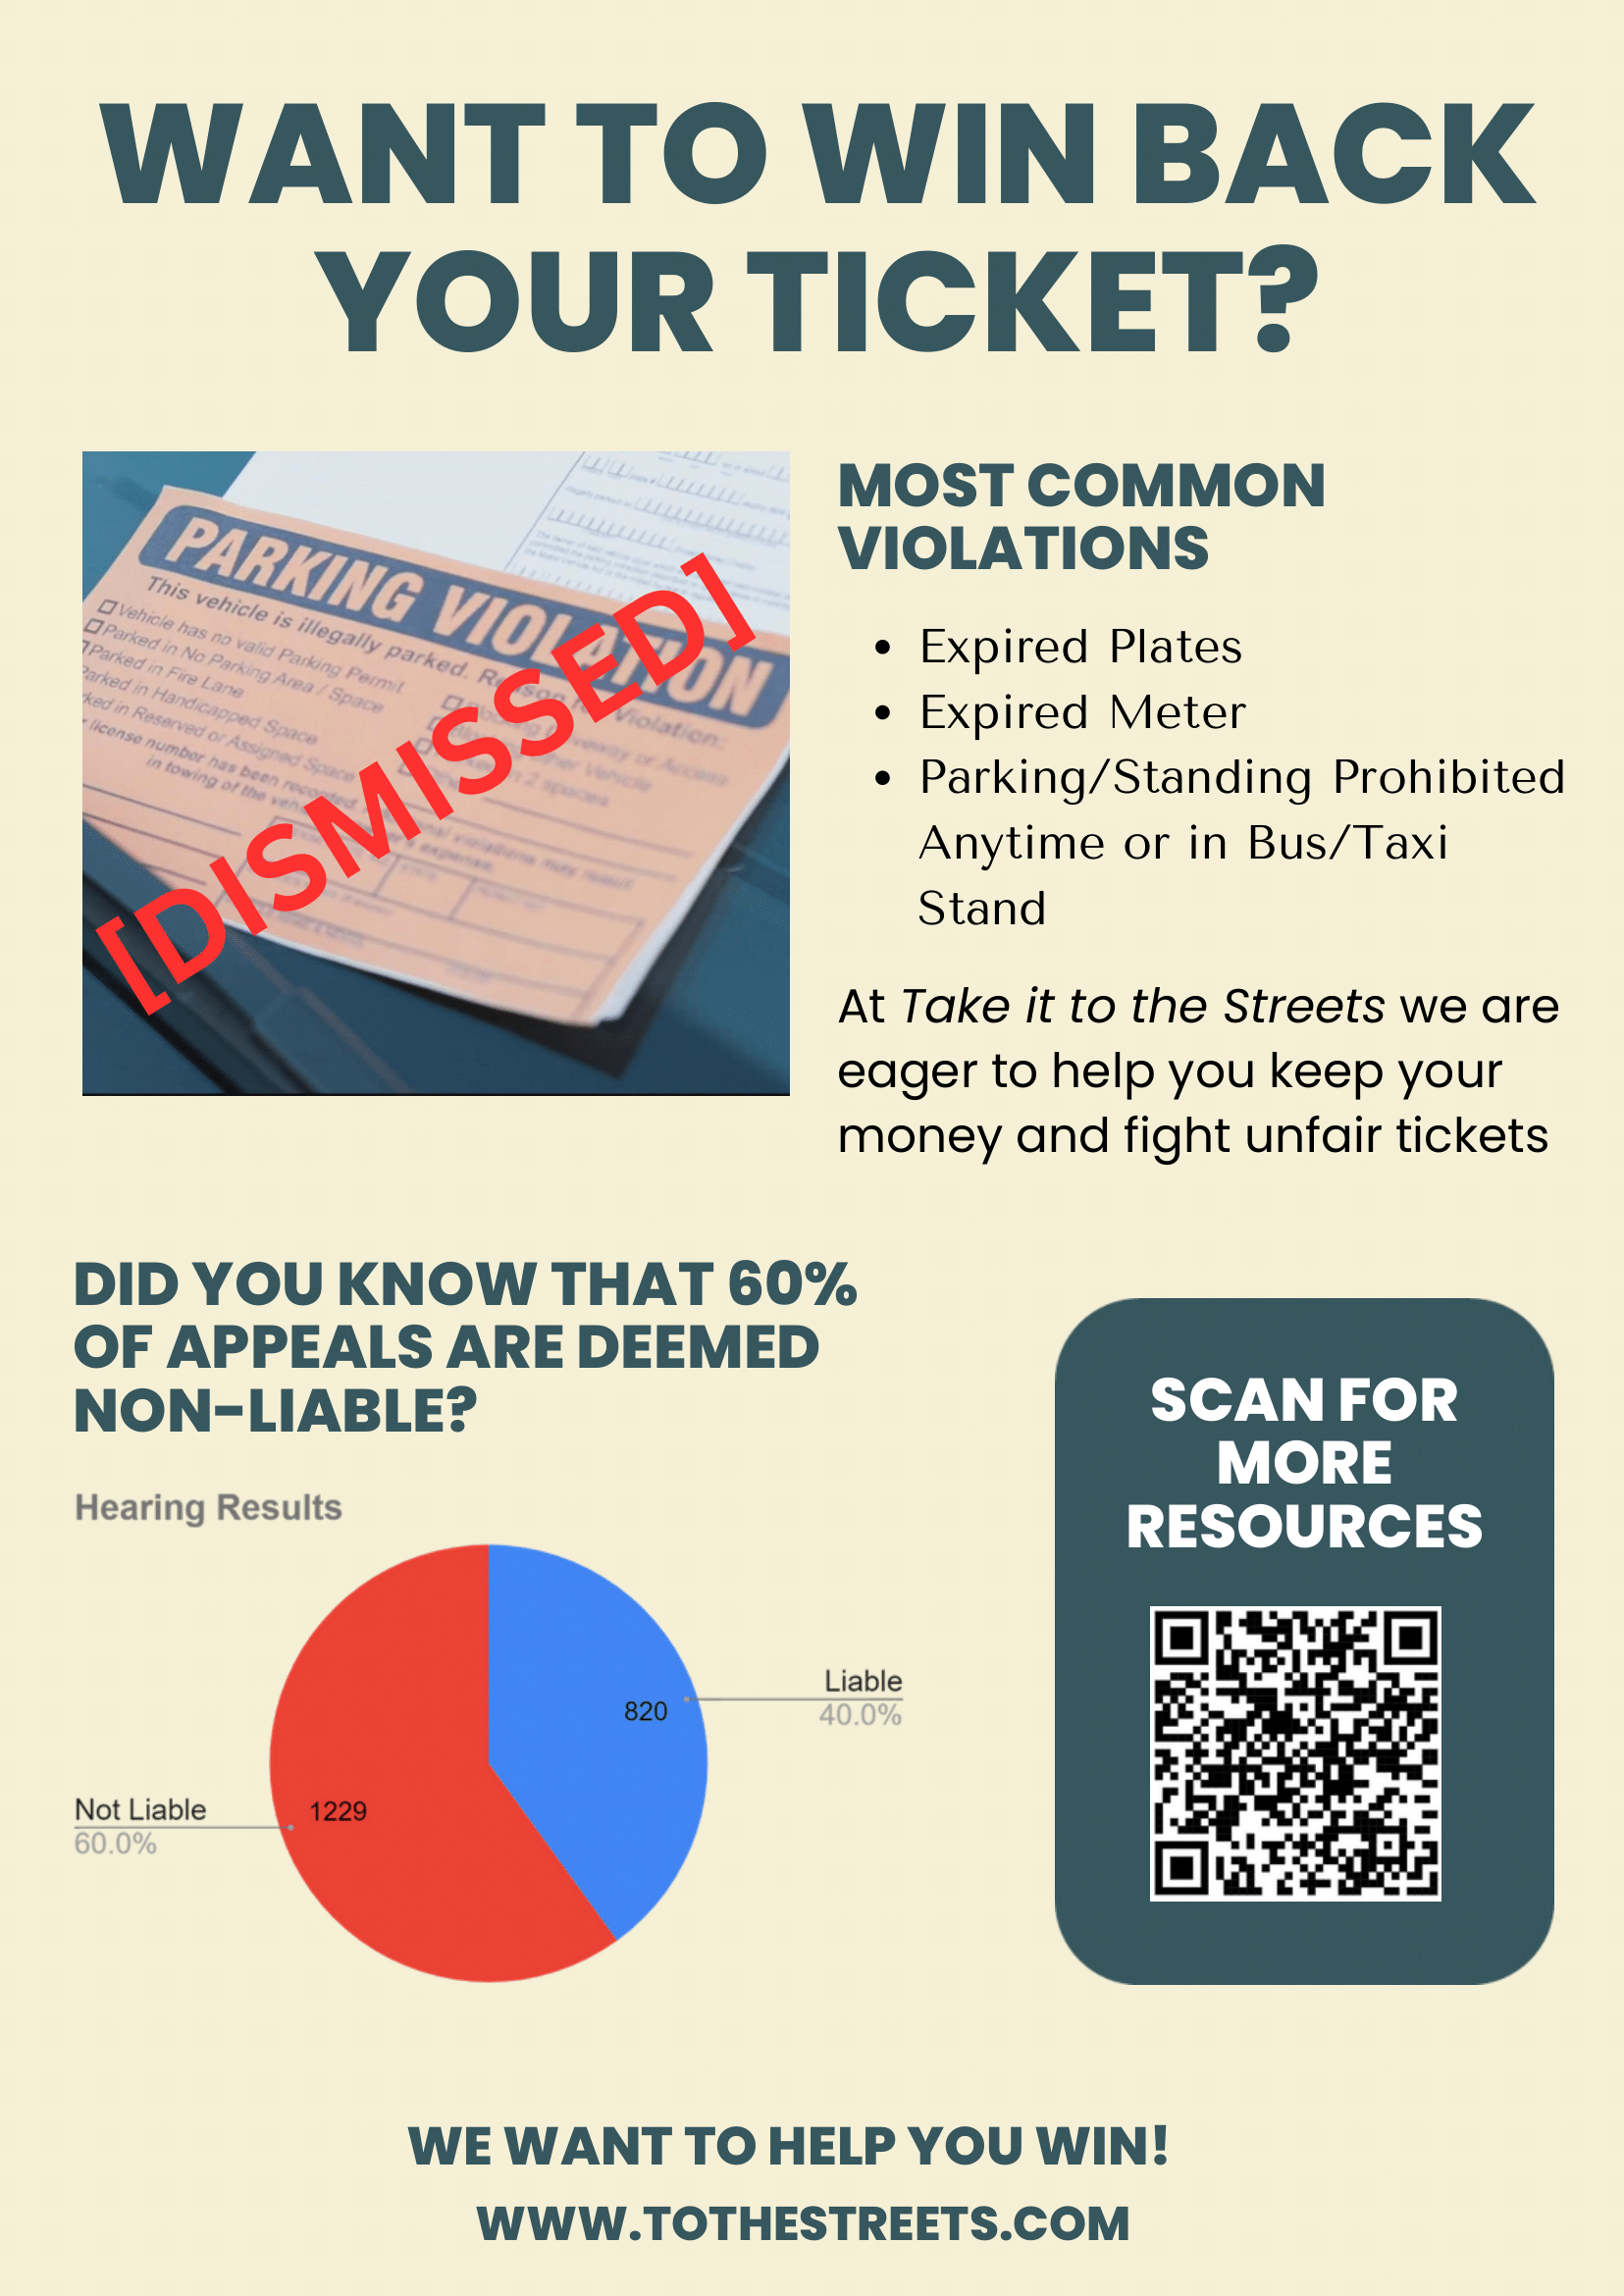 WANT TO WIN BACK
YOUR TICKET?
PARKING VIOLATION
This vehicle is illegally parked. Reason for Violation:
Vehicle has no valid Parking Permit
Parked in No Parking Area / Space
Parked in Fire Lane
Parked in Handicapped Space
Reserved or Assigned Space
license number has been recorded
in towing of the
[DISMISSED]
MOST COMMON
VIOLATIONS
• Expired Plates
• Expired Meter
• Parking/Standing Prohibited
Anytime or in Bus/Taxi
Stand
At Take it to the Streets we are
eager to help you keep your
money and fight unfair tickets
DID YOU KNOW THAT 60%
OF APPEALS ARE DEEMED
NON-LIABLE?
Hearing Results
Liable
820
40.0%
Not Liable
1229
60.0%
SCAN FOR
MORE
RESOURCES
WE WANT TO HELP YOU WIN!
WWW.TOTHESTREETS.COM